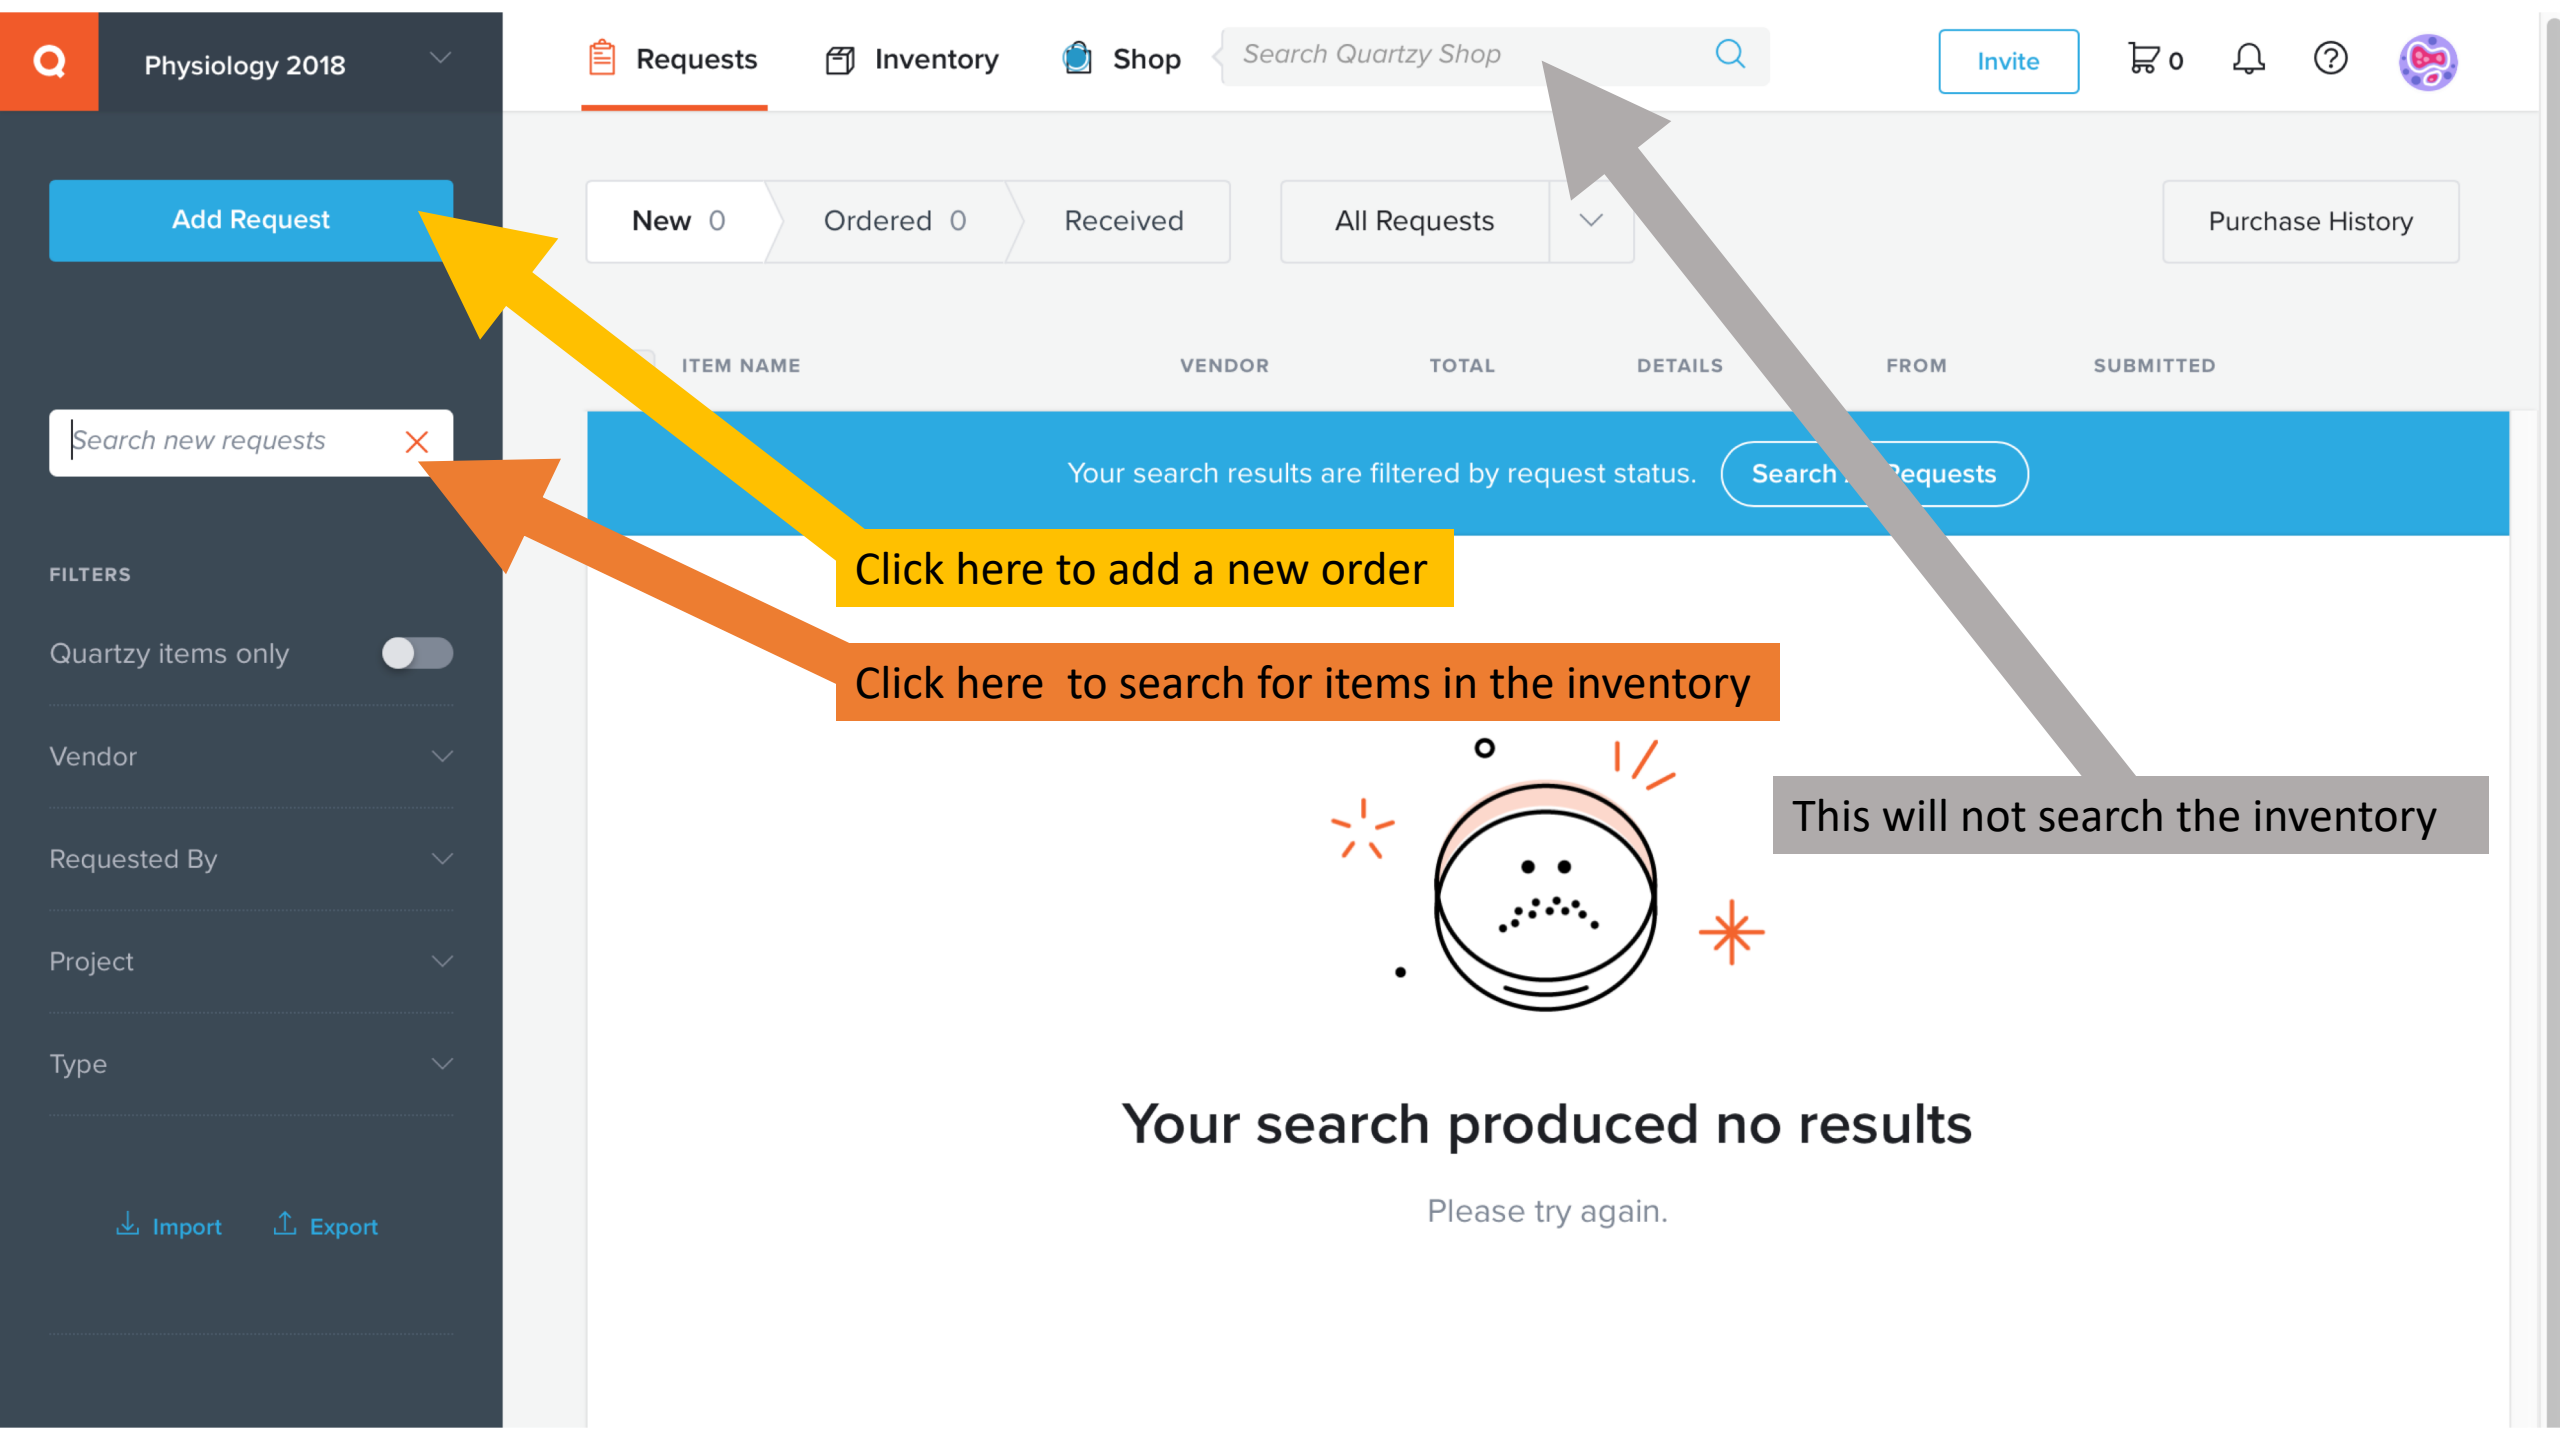 Q Physiology 2018
Requests Inventory Shop Search Quartzy Shop Invite 0
Add Request
New 0 Ordered 0 Received All Requests Purchase History
ITEM NAME VENDOR TOTAL DETAILS FROM SUBMITTED
Search new requests
Your search results are filtered by request status. Search Requests
Click here to add a new order
FILTERS
Quartzy items only
Click here  to search for items in the inventory
Vendor
This will not search the inventory
Requested By
Project
Type
Your search produced no results
Please try again.
Import Export